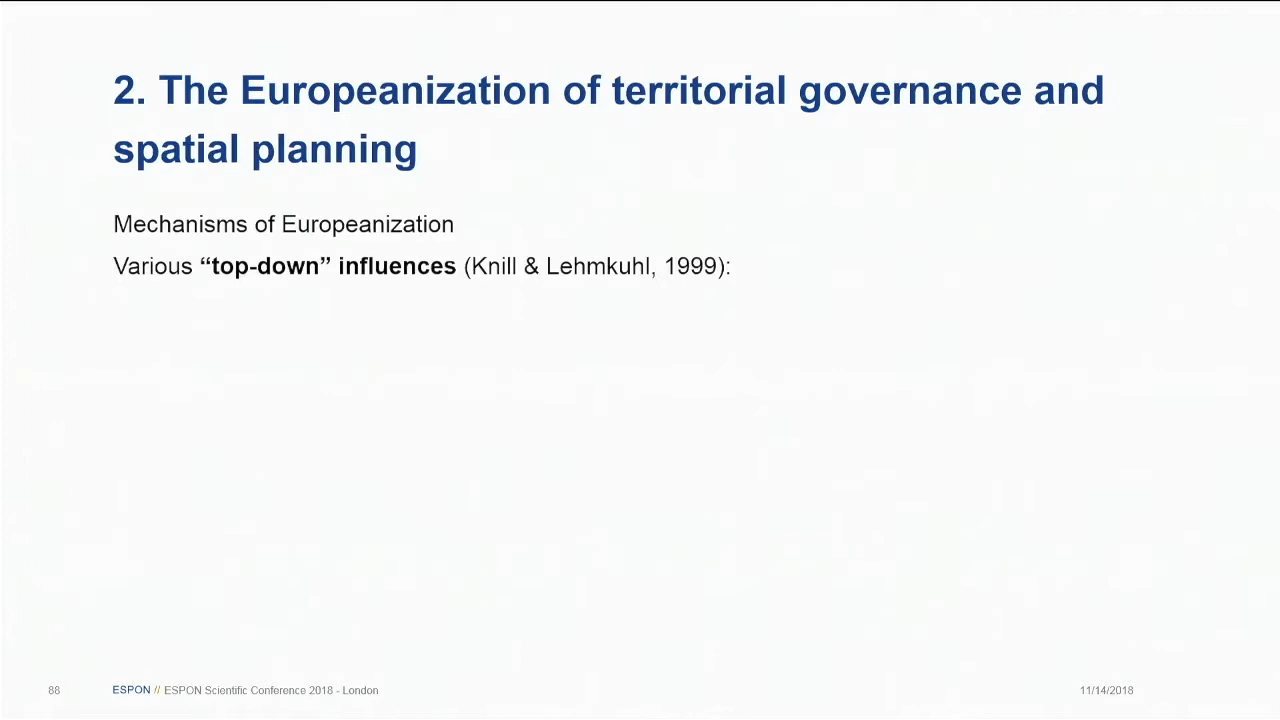 2. The Europeanization of territorial governance and
spatial planning
Mechanisms of Europeanization
Various “top-down” influences (Knill & Lehmkuhl, 1999):
88
ESPON // ESPON Scientific Conference 2018 - London
11/14/2018